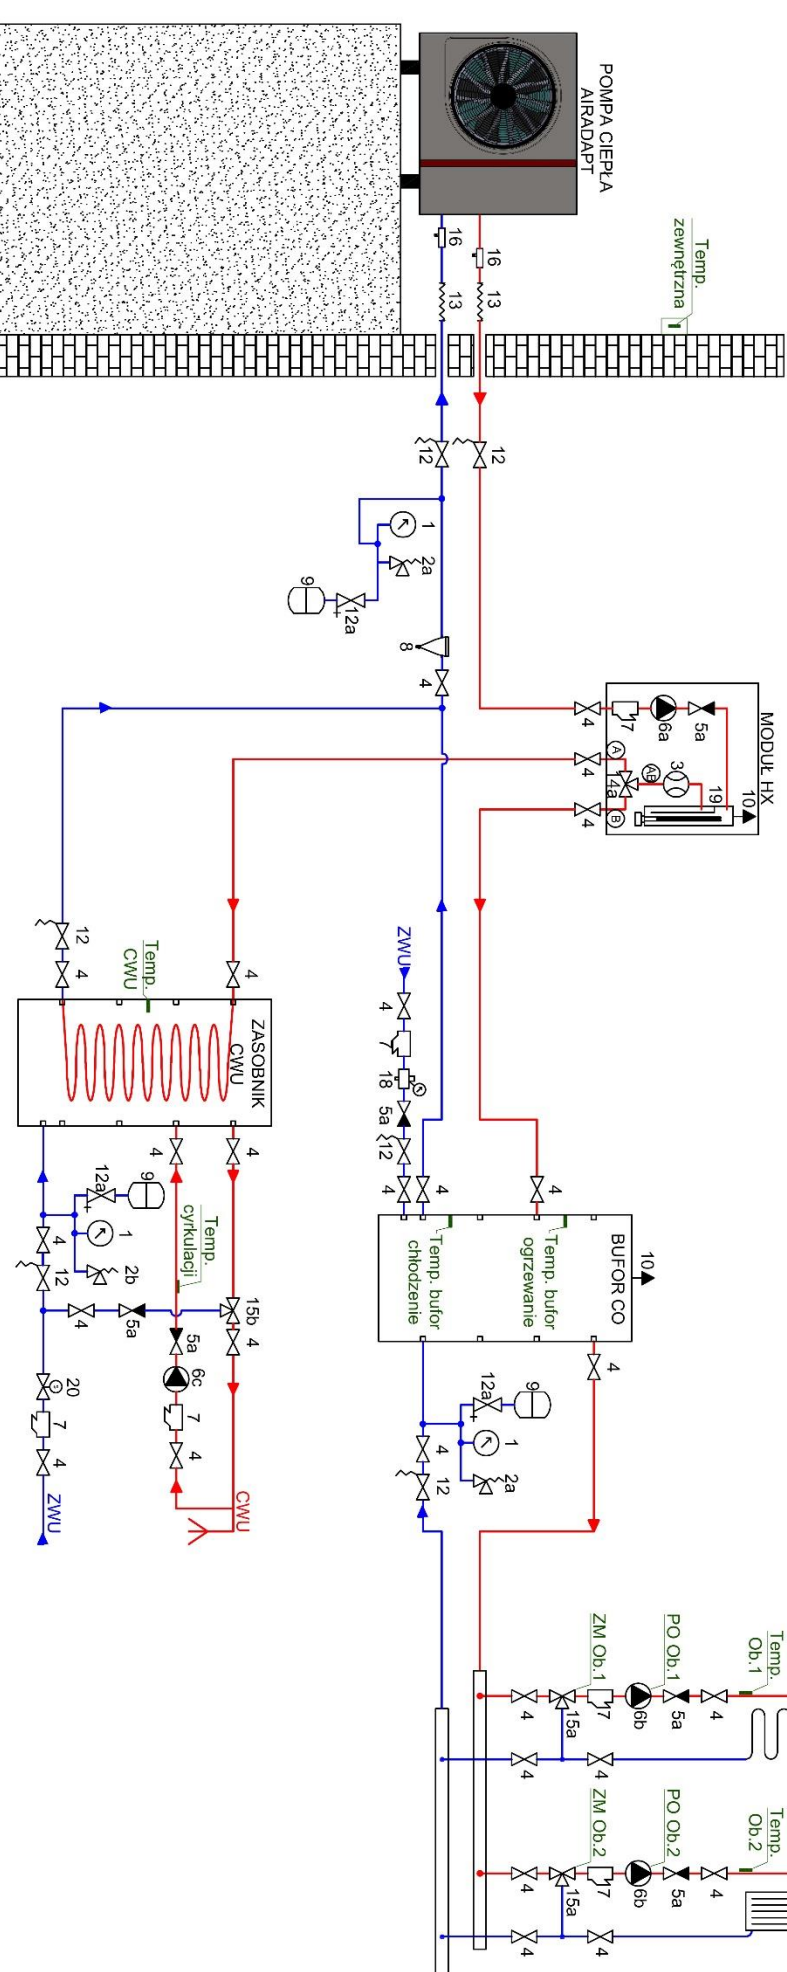 POMPA CIEPŁA
AIRADAPT
Temp.
zewnętrzna
16
13
16
13
12
12
1
2a
9
12a
8
4
MODUŁ HX
10
5a
6a
7
4
19
3
AB
4a
A
4
B
4
ZWU
4
7
18
5a
12
4
4
4
BUFOR CO
10
Temp. bufor
ogrzewanie
Temp. bufor
chłodzenie
4
9
12a
1
2a
4
12
Temp.
CWU
12
4
4
ZASOBNIK
CWU
4
4
Temp.
cyrkulacji
9
12a
1
2b
4
12
15b
4
5a
4
5a
6c
7
4
20
7
4
CWU
ZWU
Temp.
Ob.1
PO Ob.1
ZM Ob.1
4
5a
6b
7
15a
4
4
4
Temp.
Ob.2
PO Ob.2
ZM Ob.2
4
5a
6b
7
15a
4
4
4